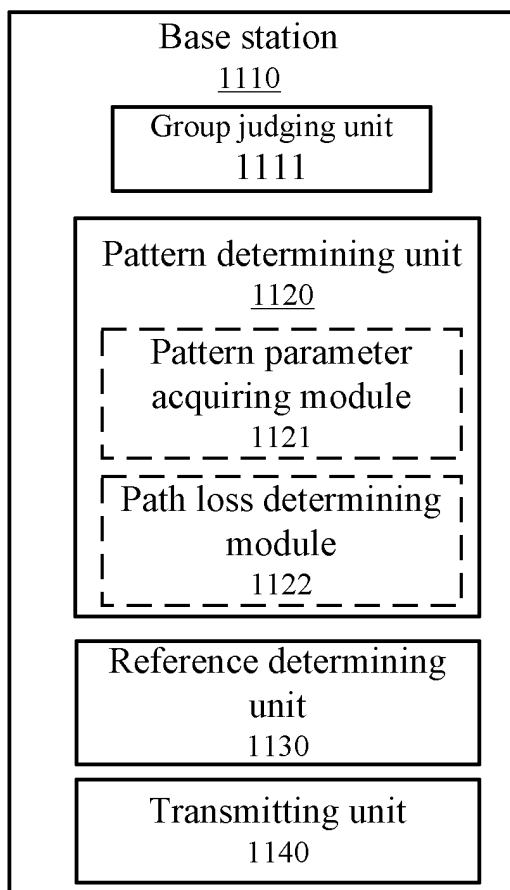 Base station
1110
Group judging unit
1111
Pattern determining unit
1120
Pattern parameter
acquiring module
1121
Path loss determining
module
1122
Reference determining
unit
1130
Transmitting unit
1140